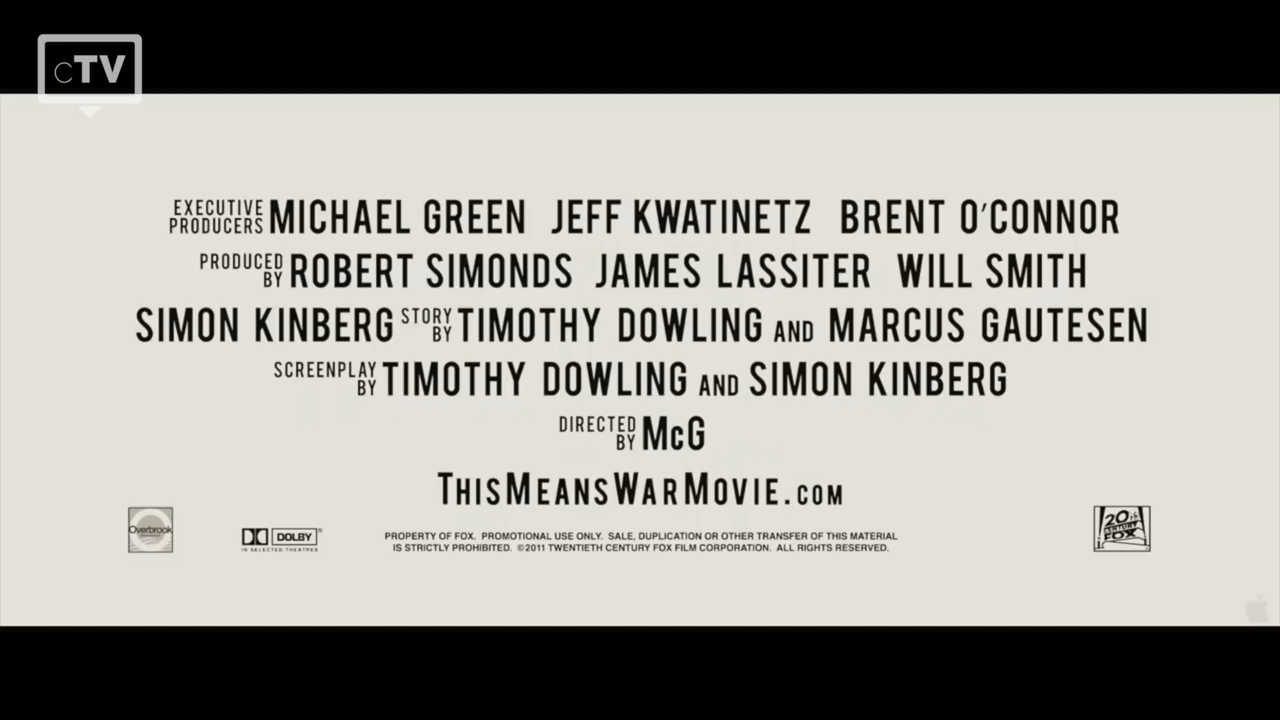 cTV
EXECUTIVE PRODUCERS MICHAEL GREEN JEFF KWATINETZ BRENT O'CONNOR
PRODUCED BY ROBERT SIMONDS JAMES LASSITER WILL SMITH
SIMON KINBERG STORY BY TIMOTHY DOWLING AND MARCUS GAUTESEN
SCREENPLAY BY TIMOTHY DOWLING AND SIMON KINBERG
DIRECTED BY McG
THISMEANSWARMOVIE.COM
Overbrook
DOLBY
IN SELECTED THEATRES
PROPERTY OF FOX. PROMOTIONAL USE ONLY. SALE, DUPLICATION OR OTHER TRANSFER OF THIS MATERIAL
IS STRICTLY PROHIBITED. ©2011 TWENTIETH CENTURY FOX FILM CORPORATION. ALL RIGHTS RESERVED.
20th
CENTURY
FOX